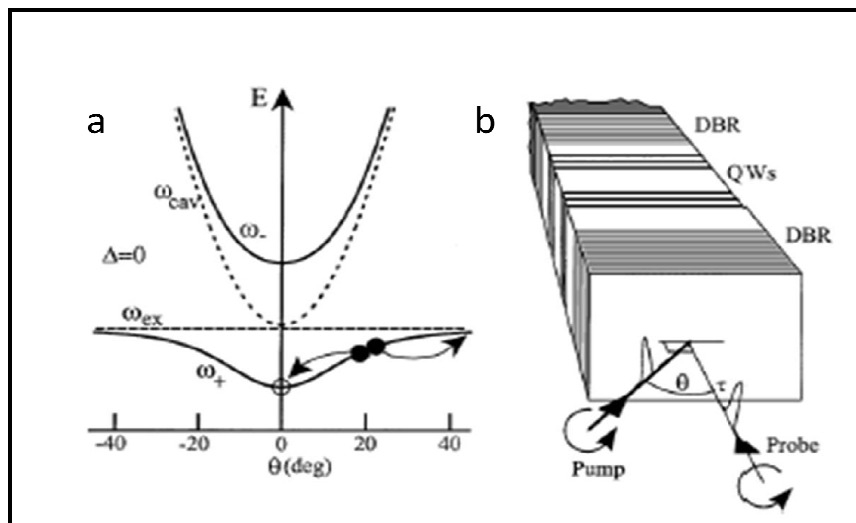 a
E
ω_cav
ω_-
Δ=0
ω_ex
ω_+
-40 -20 0 20 40
θ(deg)
b
DBR
QWs
DBR
θ
τ
Probe
Pump